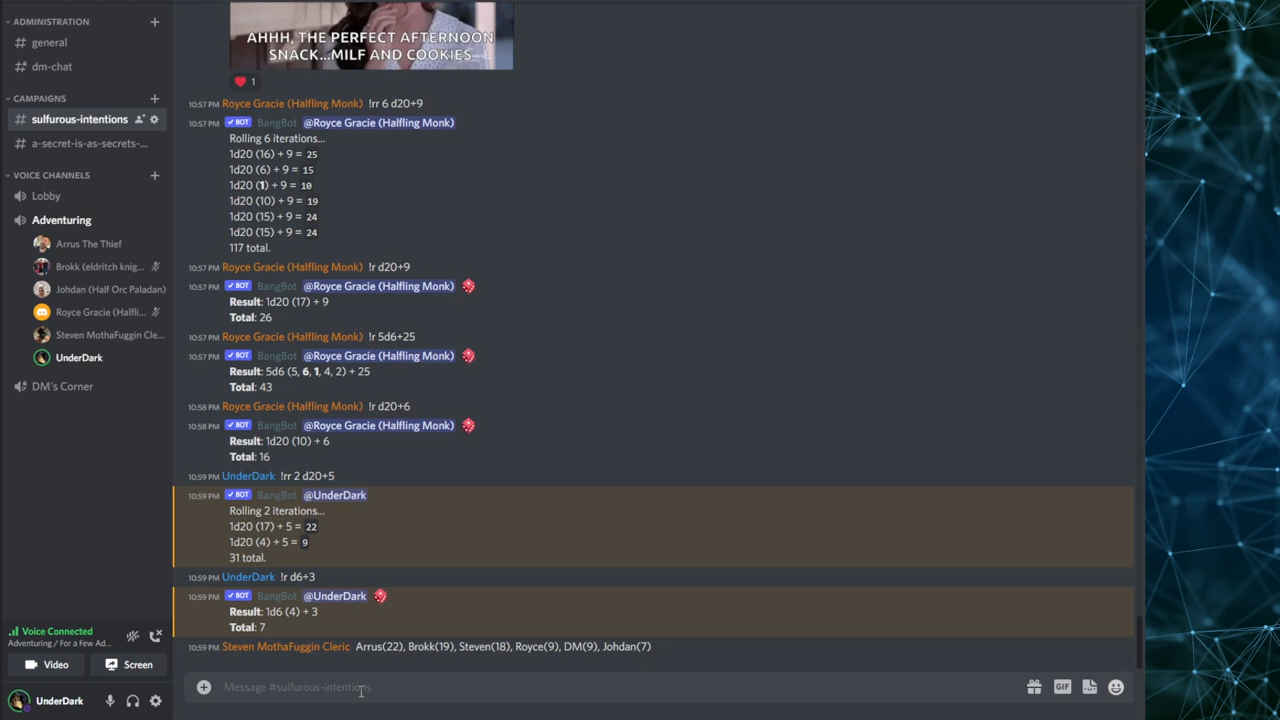 ADMINISTRATION
general
dm-chat
CAMPAIGNS
sulfurous-intentions
a-secret-is-as-secrets-...
VOICE CHANNELS
Lobby
Adventuring
Arrus The Thief
Brokk (eldritch knig...
Johdan (Half Orc Paladan)
Royce Gracie (Halfli...
Steven MothaFuggin Cle...
UnderDark
DM's Corner
Voice Connected
Adventuring / For a Few Ad...
Video
Screen
UnderDark
AHHH, THE PERFECT AFTERNOON
SNACK...MILF AND COOKIES...
1
10:57 PM Royce Gracie (Halfling Monk) !rr 6 d20+9
10:57 PM BOT BangBot @Royce Gracie (Halfling Monk)
Rolling 6 iterations...
1d20 (16) + 9 = 25
1d20 (6) + 9 = 15
1d20 (1) + 9 = 10
1d20 (10) + 9 = 19
1d20 (15) + 9 = 24
1d20 (15) + 9 = 24
117 total.
10:57 PM Royce Gracie (Halfling Monk) !r d20+9
10:57 PM BOT BangBot @Royce Gracie (Halfling Monk)
Result: 1d20 (17) + 9
Total: 26
10:57 PM Royce Gracie (Halfling Monk) !r 5d6+25
10:57 PM BOT BangBot @Royce Gracie (Halfling Monk)
Result: 5d6 (5, 6, 1, 4, 2) + 25
Total: 43
10:58 PM Royce Gracie (Halfling Monk) !r d20+6
10:58 PM BOT BangBot @Royce Gracie (Halfling Monk)
Result: 1d20 (10) + 6
Total: 16
10:59 PM UnderDark !rr 2 d20+5
10:59 PM BOT BangBot @UnderDark
Rolling 2 iterations...
1d20 (17) + 5 = 22
1d20 (4) + 5 = 9
31 total.
10:59 PM UnderDark !r d6+3
10:59 PM BOT BangBot @UnderDark
Result: 1d6 (4) + 3
Total: 7
10:59 PM Steven MothaFuggin Cleric Arrus(22), Brokk(19), Steven(18), Royce(9), DM(9), Johdan(7)
Message #sulfurous-intentions
GIF